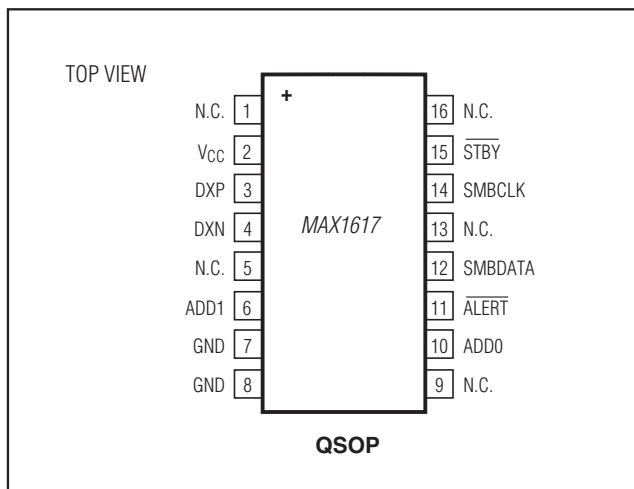 TOP VIEW
+
N.C. 1
VCC 2
DXP 3
DXN 4
N.C. 5
ADD1 6
GND 7
GND 8
MAX1617
16 N.C.
15 STBY
14 SMBCLK
13 N.C.
12 SMBDATA
11 ALERT
10 ADD0
9 N.C.
QSOP